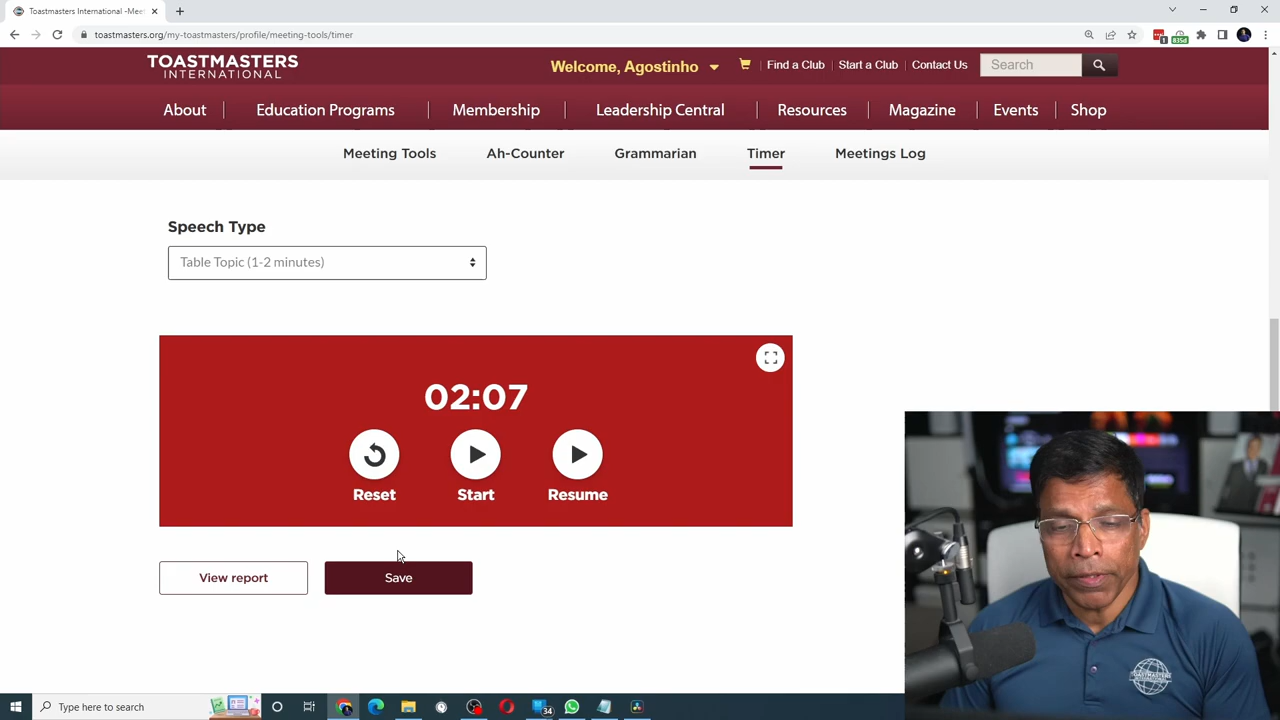 Toastmasters International -Mee
toastmasters.org/my-toastmasters/profile/meeting-tools/timer
TOASTMASTERS
INTERNATIONAL
Welcome, Agostinho
Find a Club
Start a Club
Contact Us
Search
About
Education Programs
Membership
Leadership Central
Resources
Magazine
Events
Shop
Meeting Tools
Ah-Counter
Grammarian
Timer
Meetings Log
Speech Type
Table Topic (1-2 minutes)
02:07
Reset
Start
Resume
View report
Save
Type here to search
34